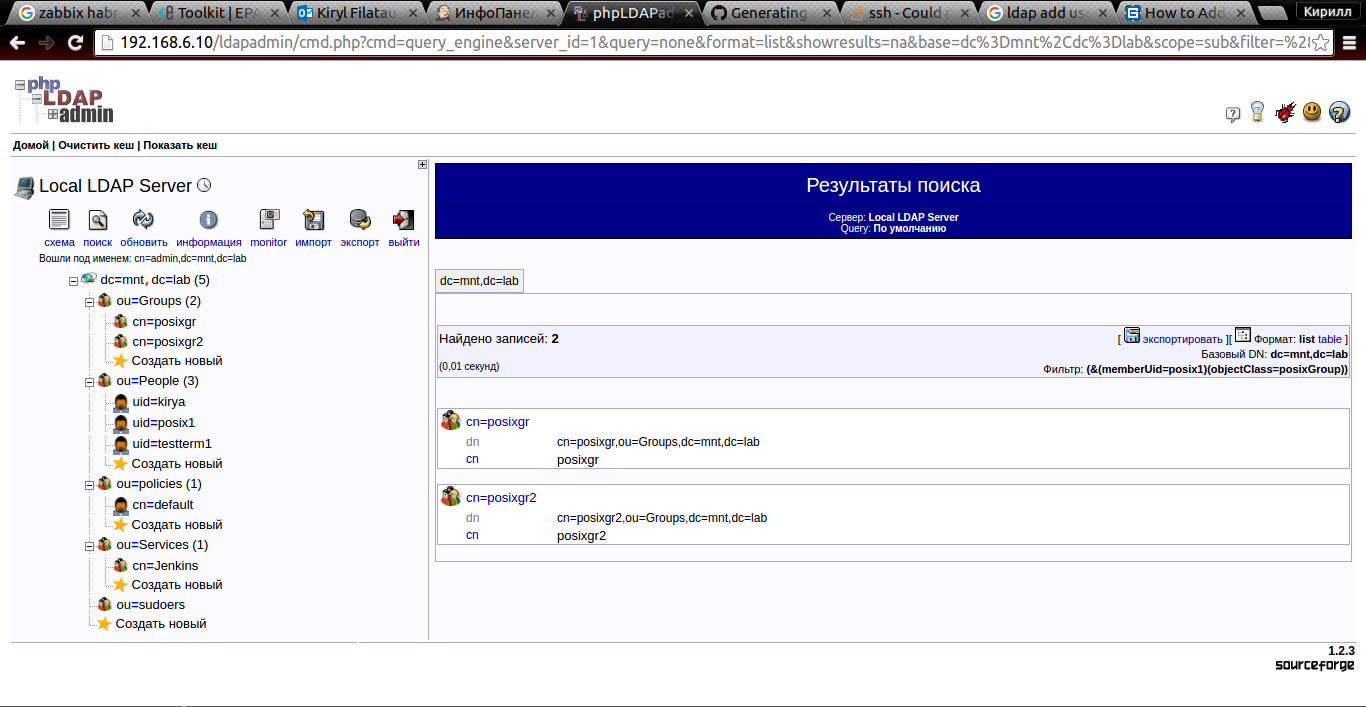 zabbix habr
Toolkit | EPA
Kiryl Filatau
ИнфоПанел
phpLDAPad
Generating
ssh - Could
ldap add us
How to Add
Кирилл
192.168.6.10/ldapadmin/cmd.php?cmd=query_engine&server_id=1&query=none&format=list&showresults=na&base=dc%3Dmnt%2Cdc%3Dlab&scope=sub&filter=%2
php
LDAP
admin
Домой | Очистить кеш | Показать кеш
Local LDAP Server
схема поиск обновить информация monitor импорт экспорт выйти
Вошли под именем: cn=admin,dc=mnt,dc=lab
dc=mnt, dc=lab (5)
ou=Groups (2)
cn=posixgr
cn=posixgr2
Создать новый
ou=People (3)
uid=kirya
uid=posix1
uid=testterm1
Создать новый
ou=policies (1)
cn=default
Создать новый
ou=Services (1)
cn=Jenkins
Создать новый
ou=sudoers
Создать новый
Результаты поиска
Сервер: Local LDAP Server
Query: По умолчанию
dc=mnt,dc=lab
Найдено записей: 2
[ экспортировать ][ Формат: list table ]
Базовый DN: dc=mnt,dc=lab
(0,01 секунд)
Фильтр: (&(memberUid=posix1)(objectClass=posixGroup))
cn=posixgr
dn cn=posixgr,ou=Groups,dc=mnt,dc=lab
cn posixgr
cn=posixgr2
dn cn=posixgr2,ou=Groups,dc=mnt,dc=lab
cn posixgr2
1.2.3
sourceforge